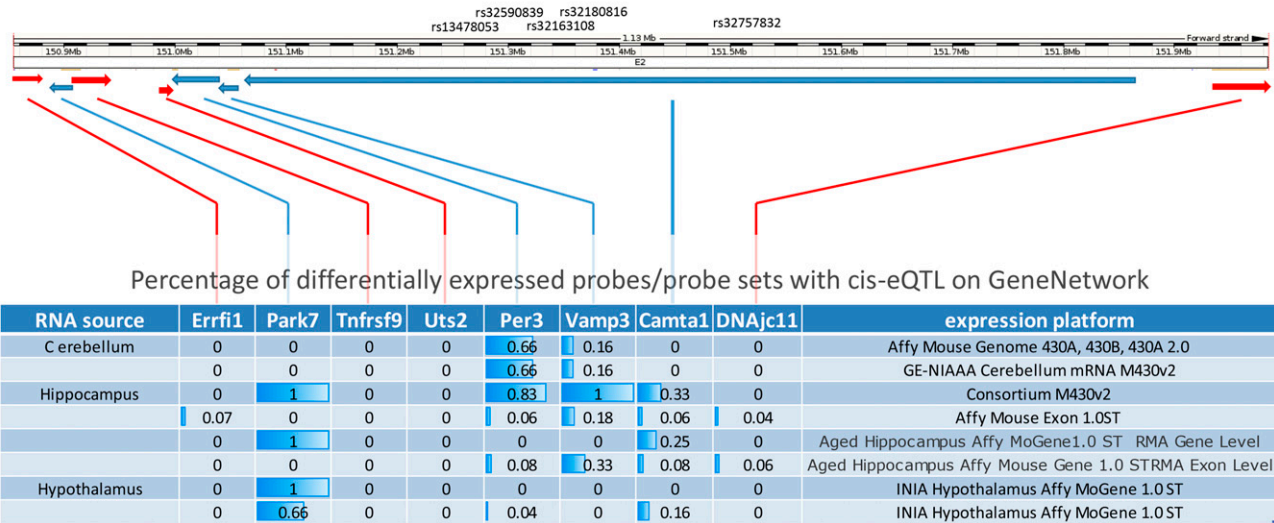 rs32590839 rs32180816
rs13478053 rs32163108 rs32757832
1.13 Mb Forward strand
150.9Mb 151.0Mb 151.1Mb 151.2Mb 151.3Mb 151.4Mb 151.5Mb 151.6Mb 151.7Mb 151.8Mb 151.9Mb
E2
Percentage of differentially expressed probes/probe sets with cis-eQTL on GeneNetwork
RNA source Errfi1 Park7 Tnfrsf9 Uts2 Per3 Vamp3 Camta1 DNAjc11 expression platform
Cerebellum 0 0 0 0 0.66 0.16 0 0 Affy Mouse Genome 430A, 430B, 430A 2.0
0 0 0 0 0.66 0.16 0 0 GE-NIAAA Cerebellum mRNA M430v2
Hippocampus 0 1 0 0 0.83 1 0.33 0 Consortium M430v2
0.07 0 0 0 0.06 0.18 0.06 0.04 Affy Mouse Exon 1.0ST
0 1 0 0 0 0 0.25 0 Aged Hippocampus Affy MoGene1.0 ST RMA Gene Level
0 0 0 0 0.08 0.33 0.08 0.06 Aged Hippocampus Affy Mouse Gene 1.0 STRMA Exon Level
Hypothalamus 0 1 0 0 0 0 0 0 INIA Hypothalamus Affy MoGene 1.0 ST
0 0.66 0 0 0.04 0 0.16 0 INIA Hypothalamus Affy MoGene 1.0 ST